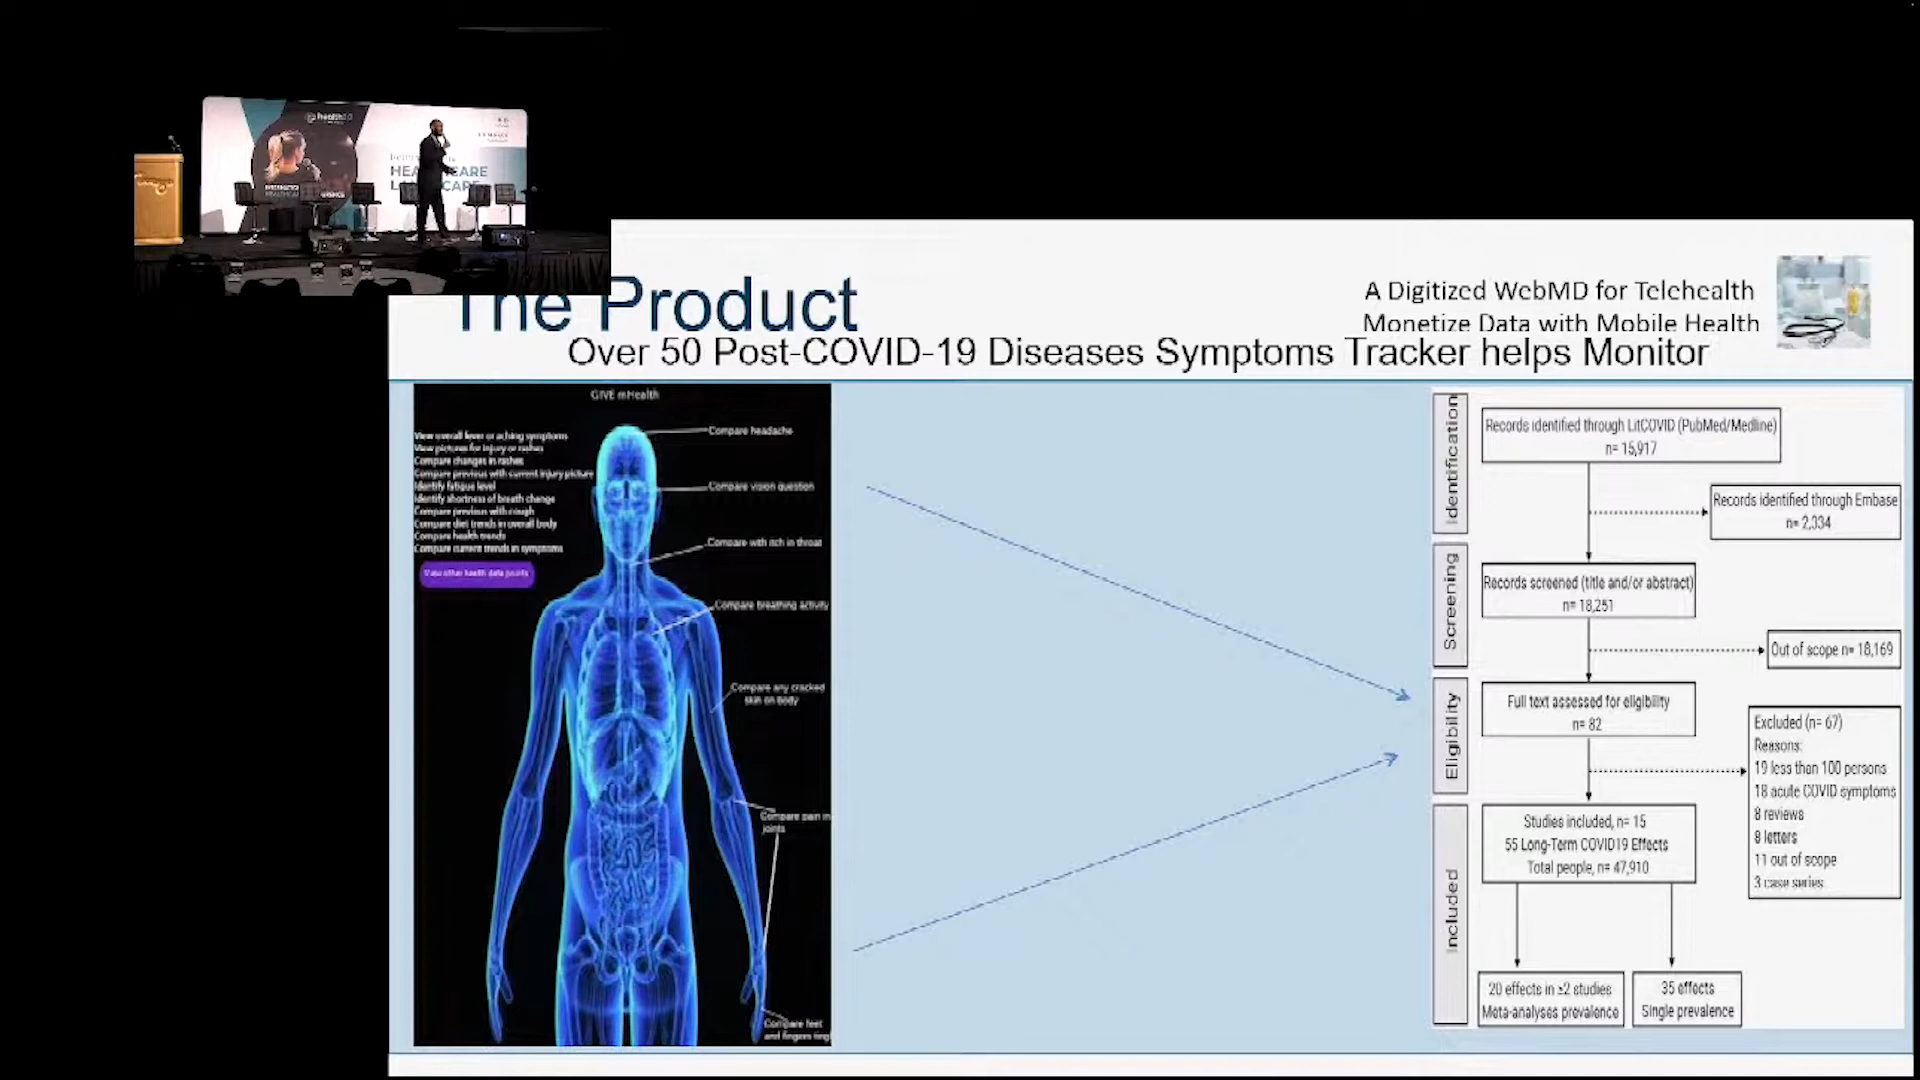 health2.0
HEALTHCARE
The Product
A Digitized WebMD for Telehealth
Monetize Data with Mobile Health
Over 50 Post-COVID-19 Diseases Symptoms Tracker helps Monitor
GIVE mHealth
View overall fever or aching symptoms
View pictures for injury or rashes
Compare changes in rashes
Compare previous with current injury picture
Identify fatigue level
Identify shortness of breath change
Compare previous with cough
Compare diet trends in overall body
Compare health trends
Compare current trends in symptoms
View other health data points
Compare headache
Compare vision question
Compare with rich in throat
Compare breathing activity
Compare any cracked
skin on body
Compare pain in
joints
Compare feet
and fingers ting
Identification
Records identified through LitCOVID (PubMed/Medline)
n= 15,917
Records identified through Embase
n= 2,334
Screening
Records screened (title and/or abstract)
n= 18,251
Out of scope n= 18,169
Eligibility
Full text assessed for eligibility
n= 82
Excluded (n= 67)
Reasons:
19 less than 100 persons
18 acute COVID symptoms
8 reviews
8 letters
11 out of scope
3 case series
Included
Studies included, n= 15
55 Long-Term COVID19 Effects
Total people, n= 47,910
20 effects in ≥2 studies
Meta-analyses prevalence
35 effects
Single prevalence